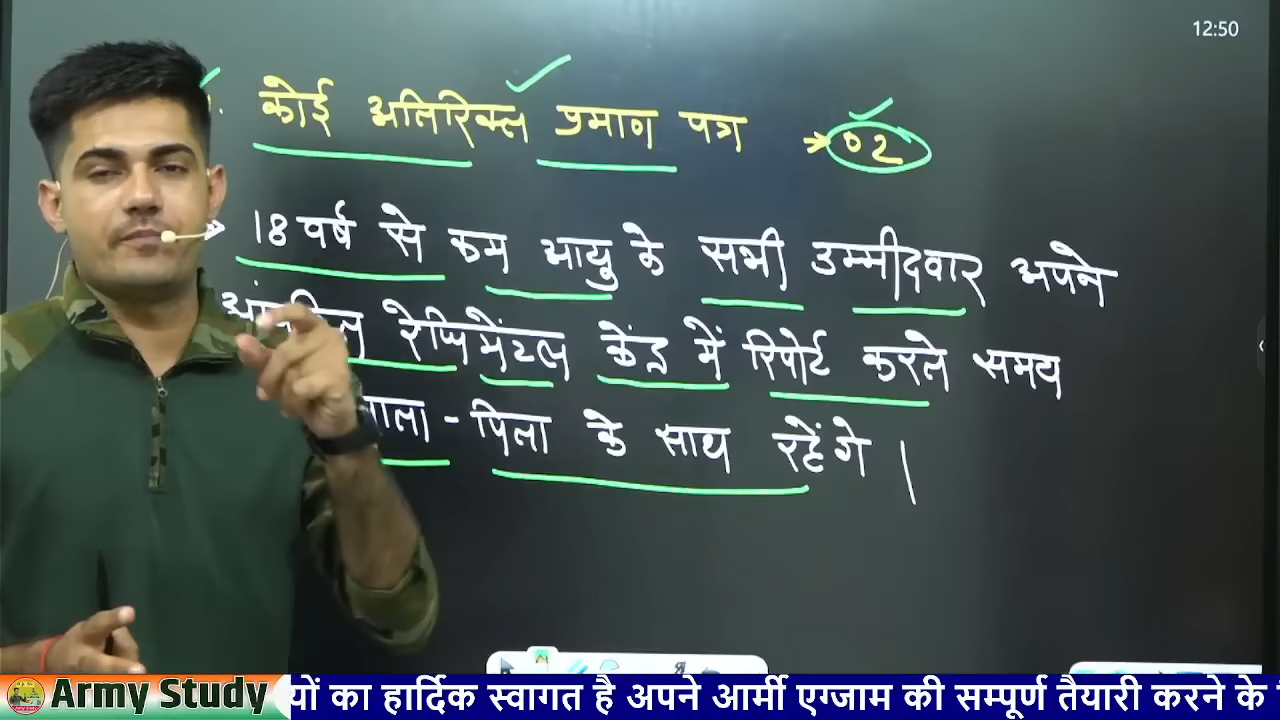 12:50
कोई अतिरिक्त प्रमाण पत्र → 02
→ 18 वर्ष से कम आयु के सभी उम्मीदवार अपने
रेजिमेंटल केंद्र में रिपोर्ट करते समय
माता - पिता के साथ रहेंगे ।
Army Study
यों का हार्दिक स्वागत है अपने आर्मी एग्जाम की सम्पूर्ण तैयारी करने के